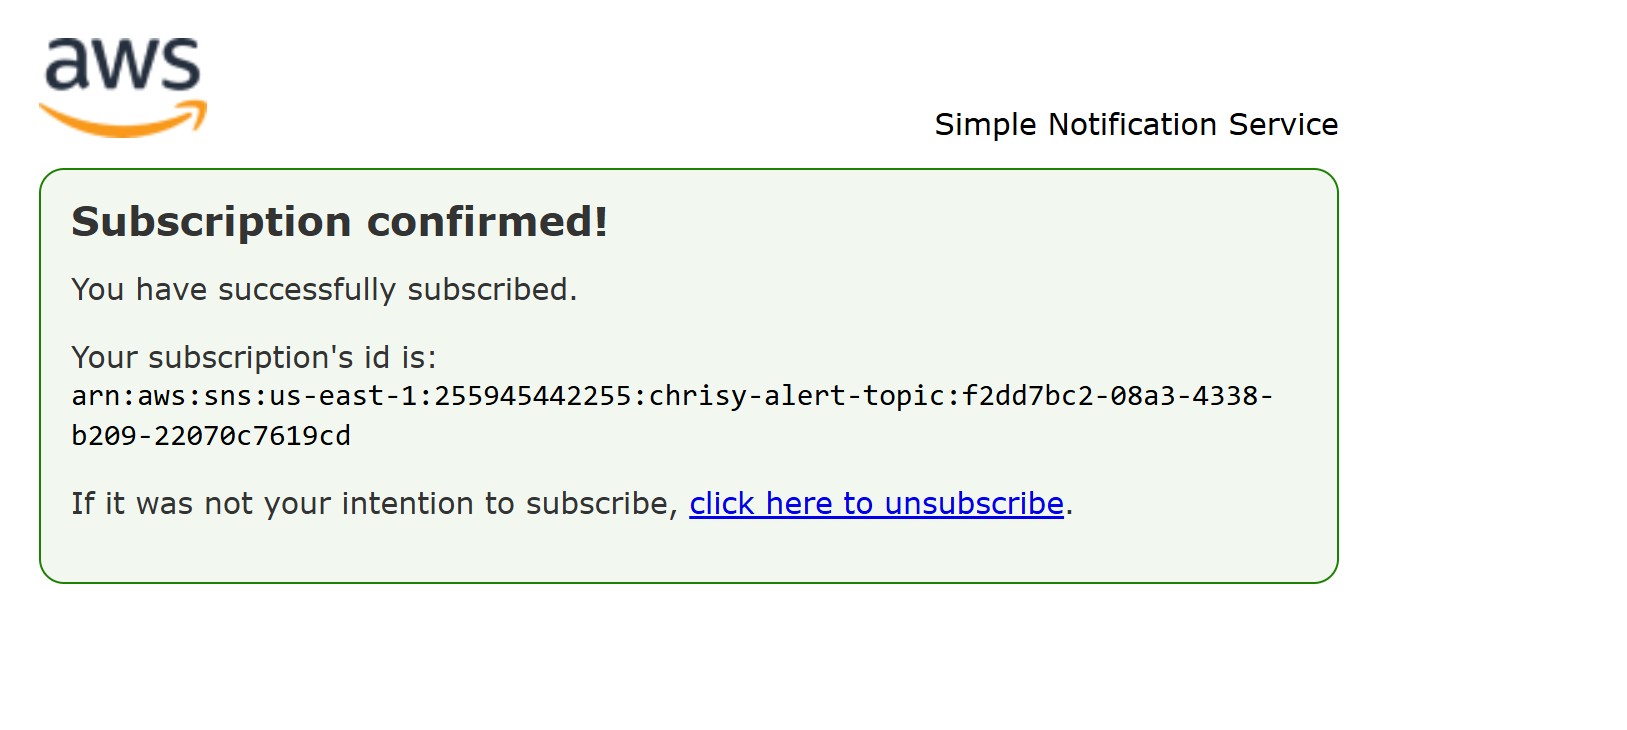 aws
Simple Notification Service
Subscription confirmed!
You have successfully subscribed.
Your subscription's id is:
arn:aws:sns:us-east-1:255945442255:chrisy-alert-topic:f2dd7bc2-08a3-4338-
b209-22070c7619cd
If it was not your intention to subscribe, click here to unsubscribe.